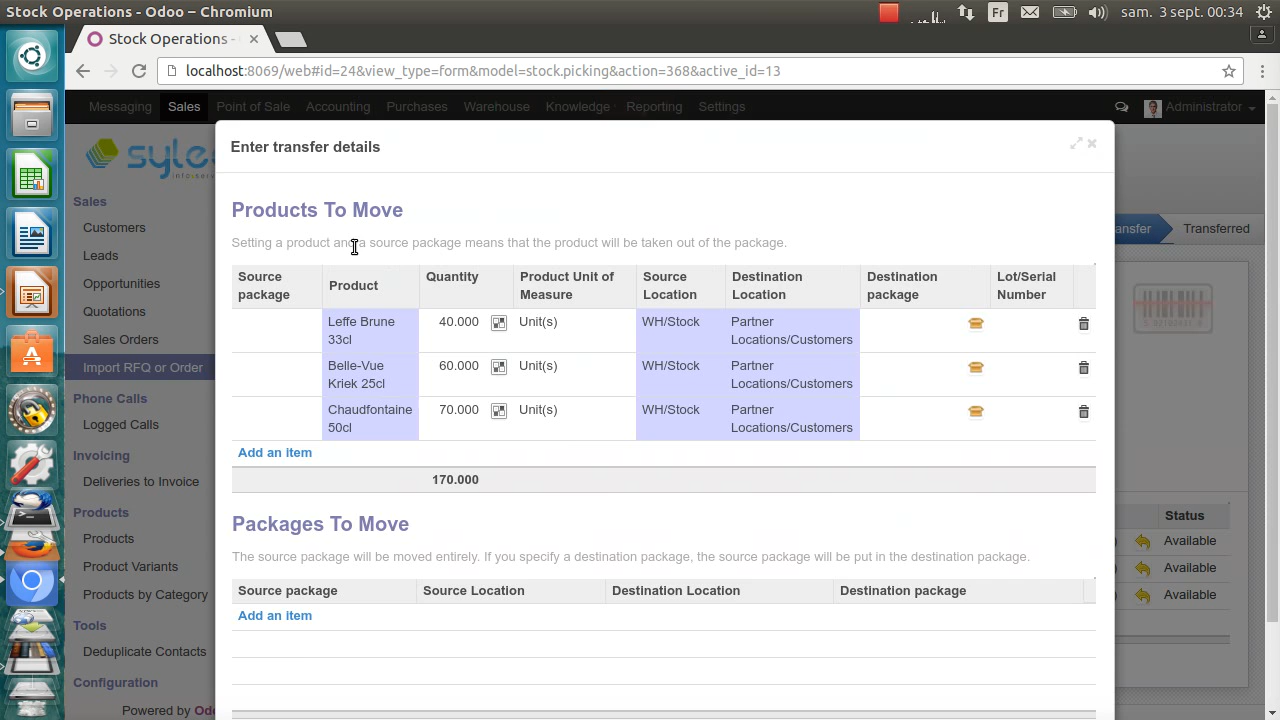 Stock Operations - Odoo – Chromium
Fr
sam. 3 sept. 00:34
Stock Operations -
localhost:8069/web#id=24&view_type=form&model=stock.picking&action=368&active_id=13
Messaging Sales Point of Sale Accounting Purchases Warehouse Knowledge Reporting Settings
Administrator
Sales
Customers
Leads
Opportunities
Quotations
Sales Orders
Import RFQ or Order
Phone Calls
Logged Calls
Invoicing
Deliveries to Invoice
Products
Products
Product Variants
Products by Category
Tools
Deduplicate Contacts
Configuration
Powered by Od
Enter transfer details
Products To Move
Setting a product and a source package means that the product will be taken out of the package.
Source package Product Quantity Product Unit of Measure Source Location Destination Location Destination package Lot/Serial Number
Leffe Brune 33cl 40.000 Unit(s) WH/Stock Partner Locations/Customers
Belle-Vue Kriek 25cl 60.000 Unit(s) WH/Stock Partner Locations/Customers
Chaudfontaine 50cl 70.000 Unit(s) WH/Stock Partner Locations/Customers
Add an item
170.000
Packages To Move
The source package will be moved entirely. If you specify a destination package, the source package will be put in the destination package.
Source package Source Location Destination Location Destination package
Add an item
ansfer Transferred
Status
Available
Available
Available